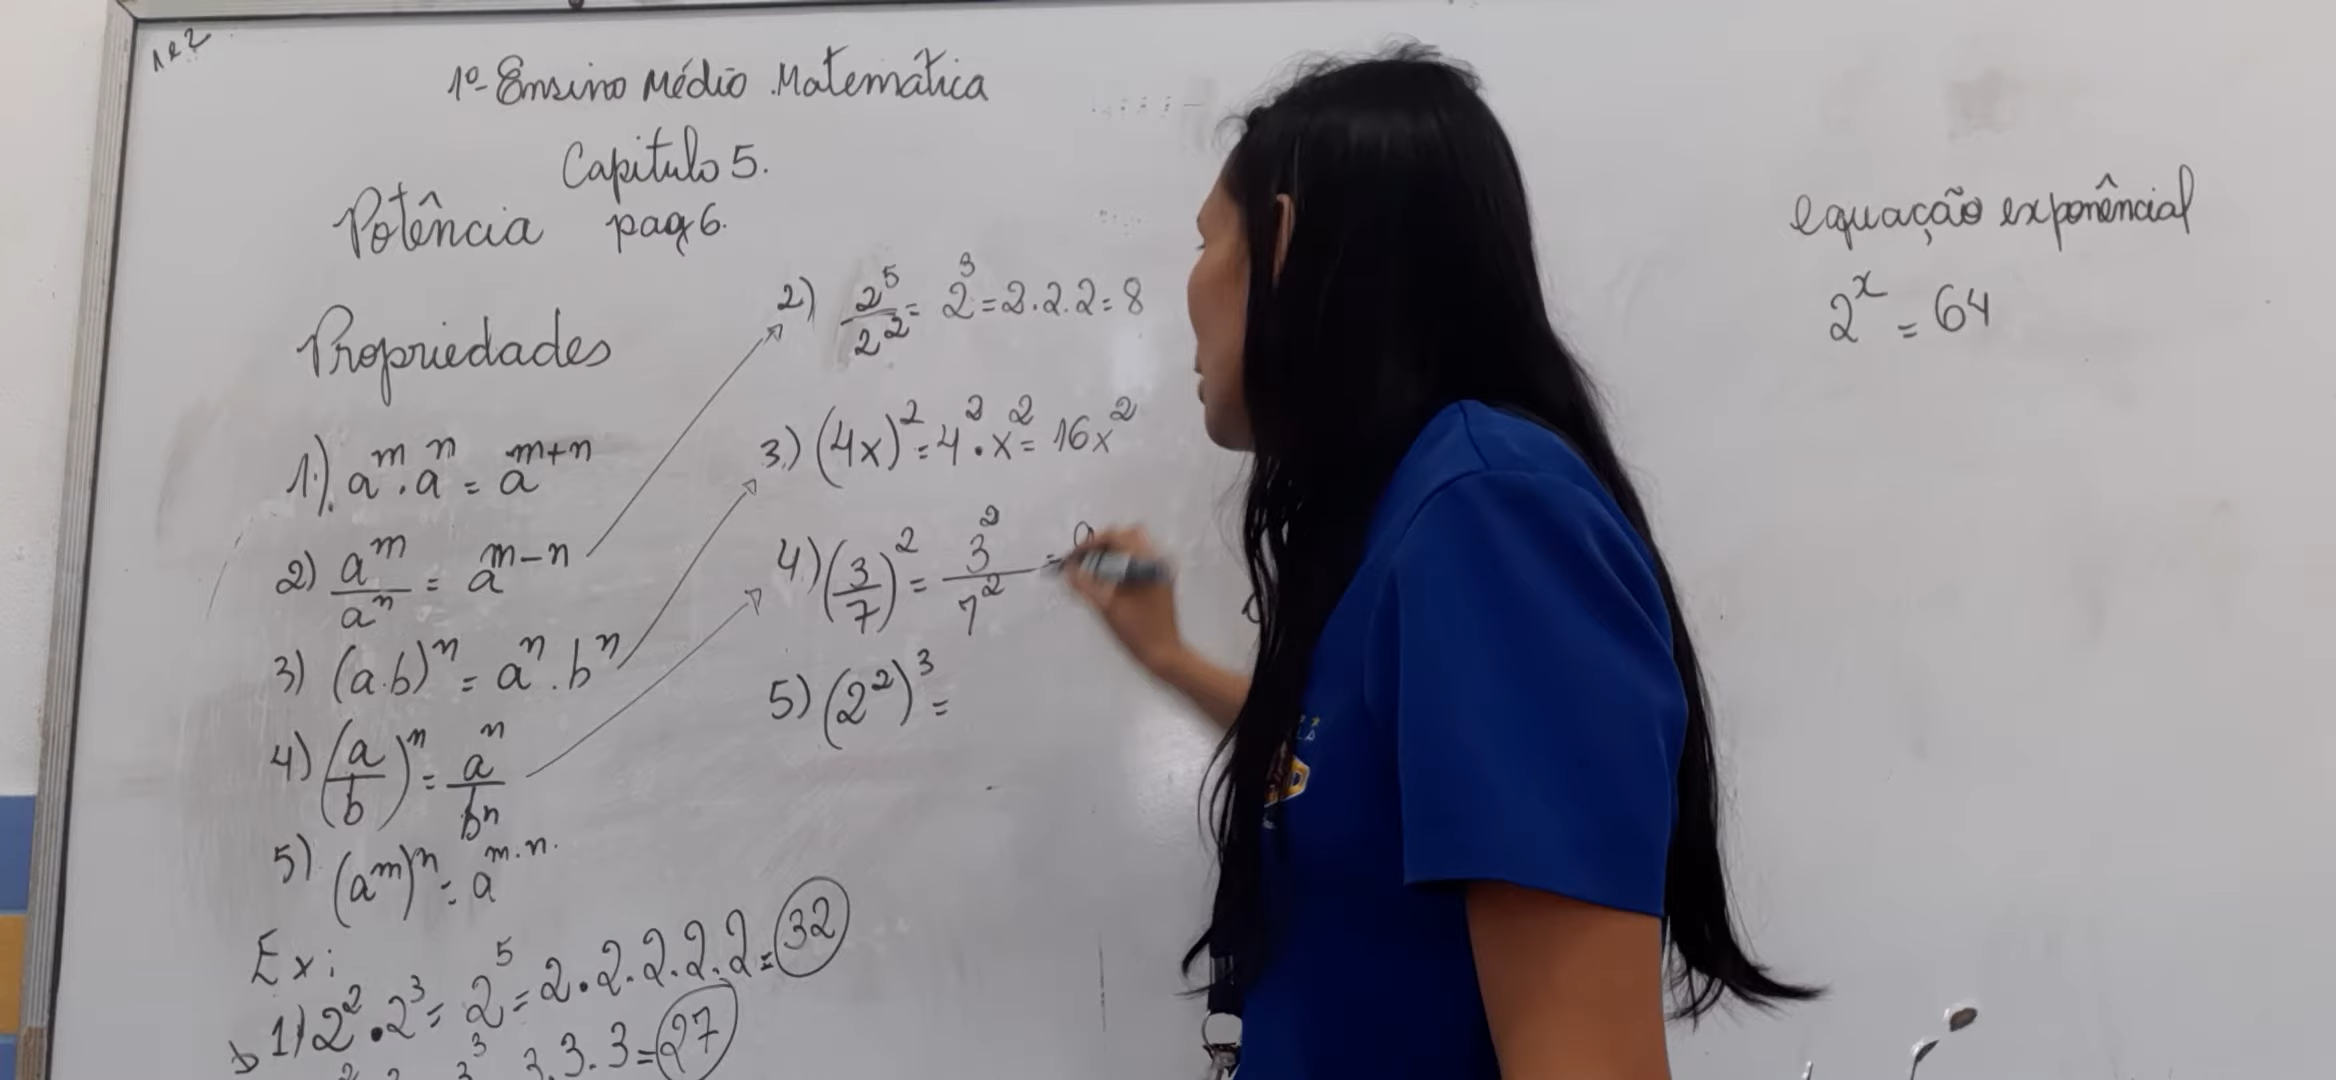 1e2
1º Ensino Médio Matemática
Capitulo 5.
Potência pag 6.
Propriedades
1) a^m . a^n = a^(m+n)
2) a^m/a^n = a^(m-n)
3) (a.b)^n = a^n . b^n
4) (a/b)^n = a^n/b^n
5) (a^m)^n = a^(m.n.)
Ex:
1) 2^2 . 2^3 = 2^5 = 2.2.2.2.2 = 32
3.3.3 = 27
2) 2^5/2^2 = 2^3 = 2.2.2 = 8
3.) (4x)^2 = 4^2 . x^2 = 16x^2
4) (3/7)^2 = 3^2/7^2 =
5) (2^2)^3 =
equação exponêncial
2^x = 64